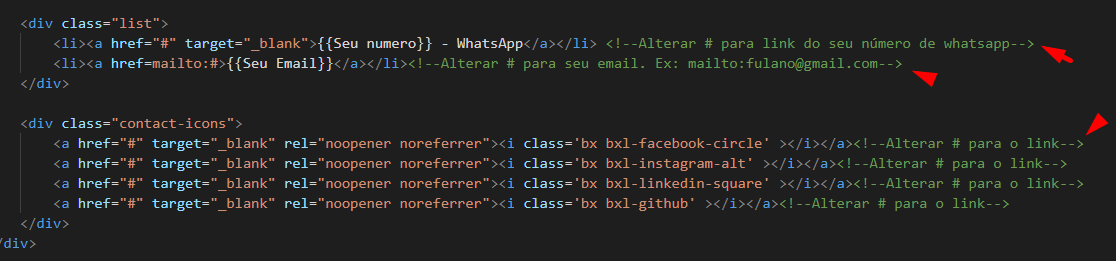 <div class="list">
<li><a href="#" target="_blank">{{Seu numero}} - WhatsApp</a></li> <!--Alterar # para link do seu número de whatsapp-->
<li><a href=mailto:#>{{Seu Email}}</a></li><!--Alterar # para seu email. Ex: mailto:fulano@gmail.com-->
</div>
<div class="contact-icons">
<a href="#" target="_blank" rel="noopener noreferrer"><i class='bx bxl-facebook-circle' ></i></a><!--Alterar # para o link-->
<a href="#" target="_blank" rel="noopener noreferrer"><i class='bx bxl-instagram-alt' ></i></a><!--Alterar # para o link-->
<a href="#" target="_blank" rel="noopener noreferrer"><i class='bx bxl-linkedin-square' ></i></a><!--Alterar # para o link-->
<a href="#" target="_blank" rel="noopener noreferrer"><i class='bx bxl-github' ></i></a><!--Alterar # para o link-->
</div>
/div>